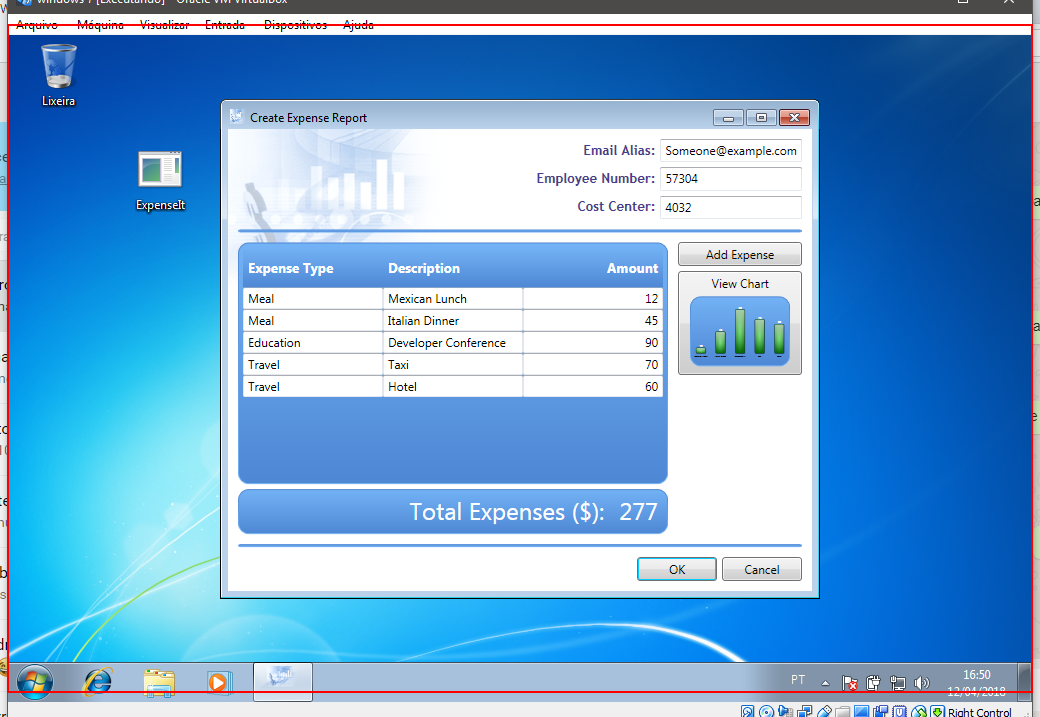 windows 7 [Executando] - Oracle VM VirtualBox
Arquivo Máquina Visualizar Entrada Dispositivos Ajuda
Lixeira
ExpenseIt
Create Expense Report
Email Alias: Someone@example.com
Employee Number: 57304
Cost Center: 4032
Expense Type Description Amount
Meal Mexican Lunch 12
Meal Italian Dinner 45
Education Developer Conference 90
Travel Taxi 70
Travel Hotel 60
Total Expenses ($): 277
Add Expense
View Chart
OK Cancel
PT 16:50
12/04/2018
Right Control